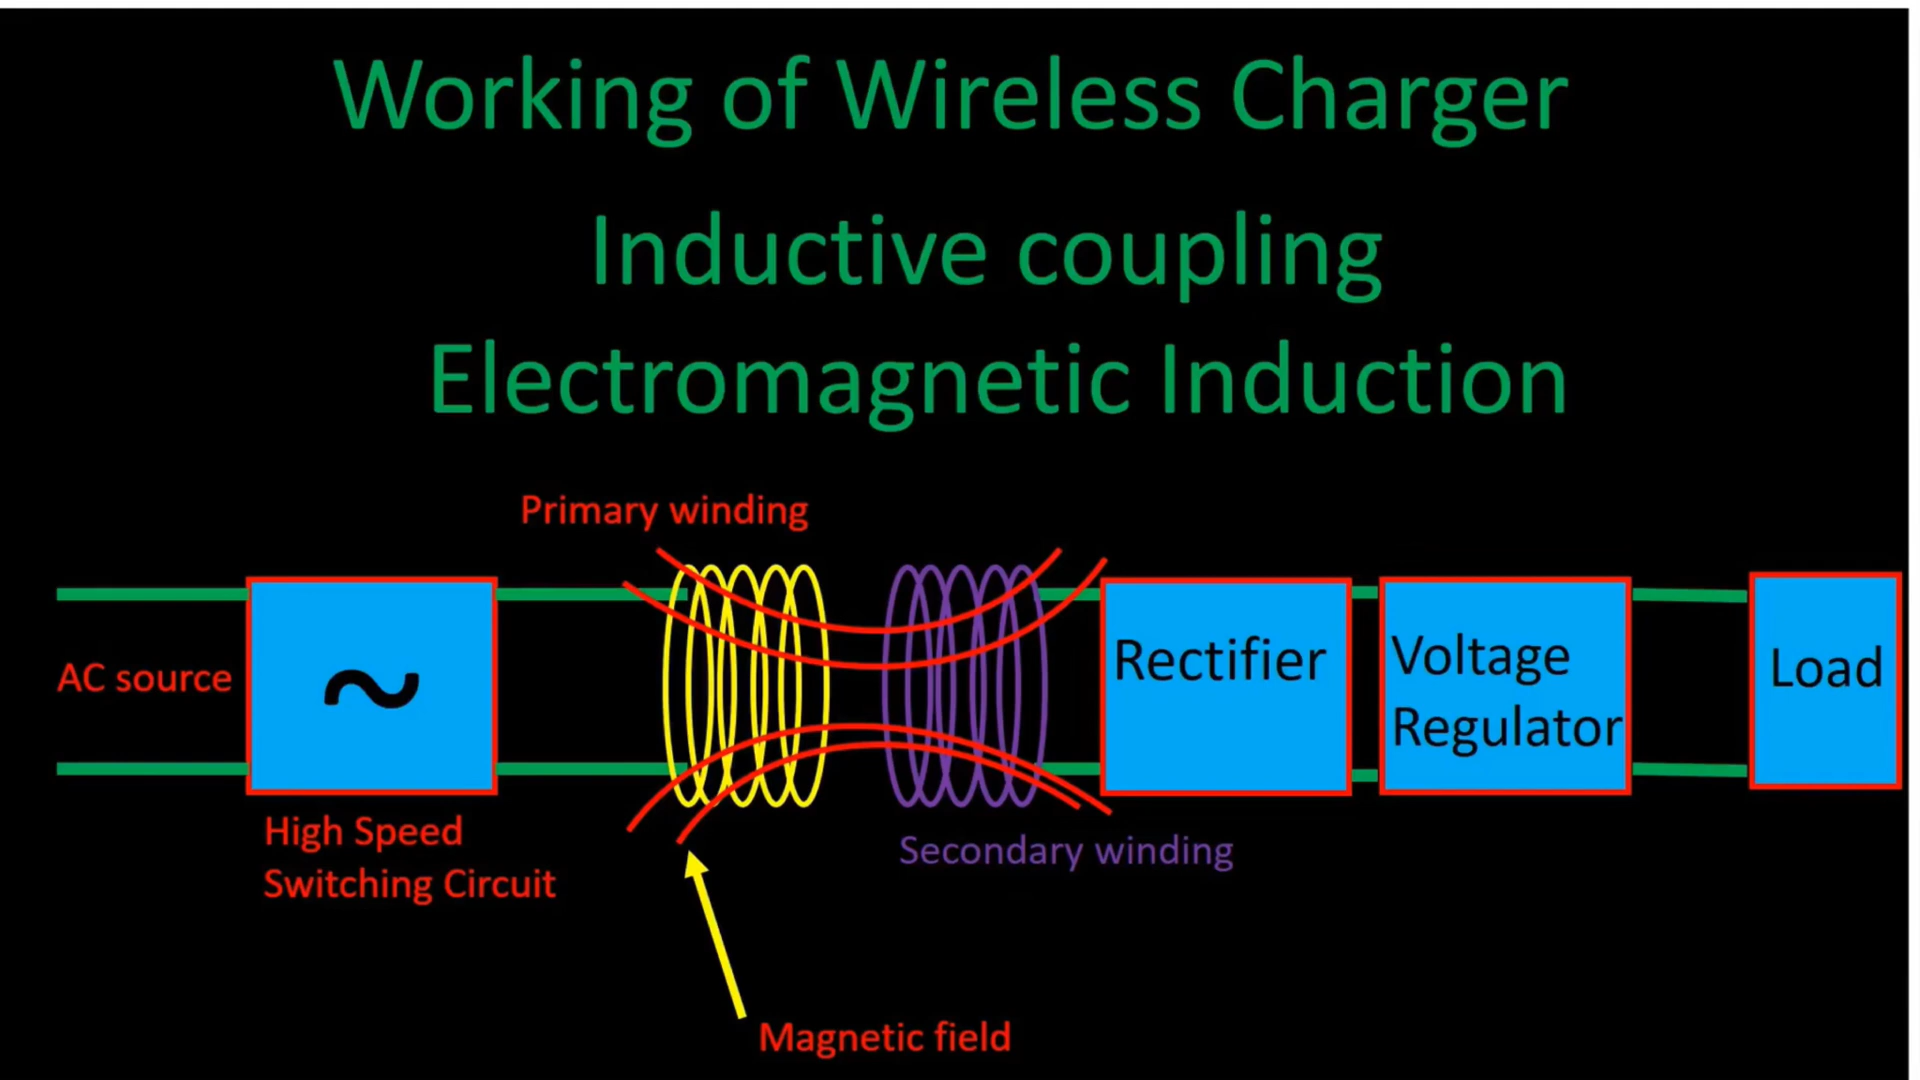 Working of Wireless Charger
Inductive coupling
Electromagnetic Induction
Primary winding
AC source
~
Rectifier
Voltage
Regulator
Load
High Speed
Switching Circuit
Secondary winding
Magnetic field